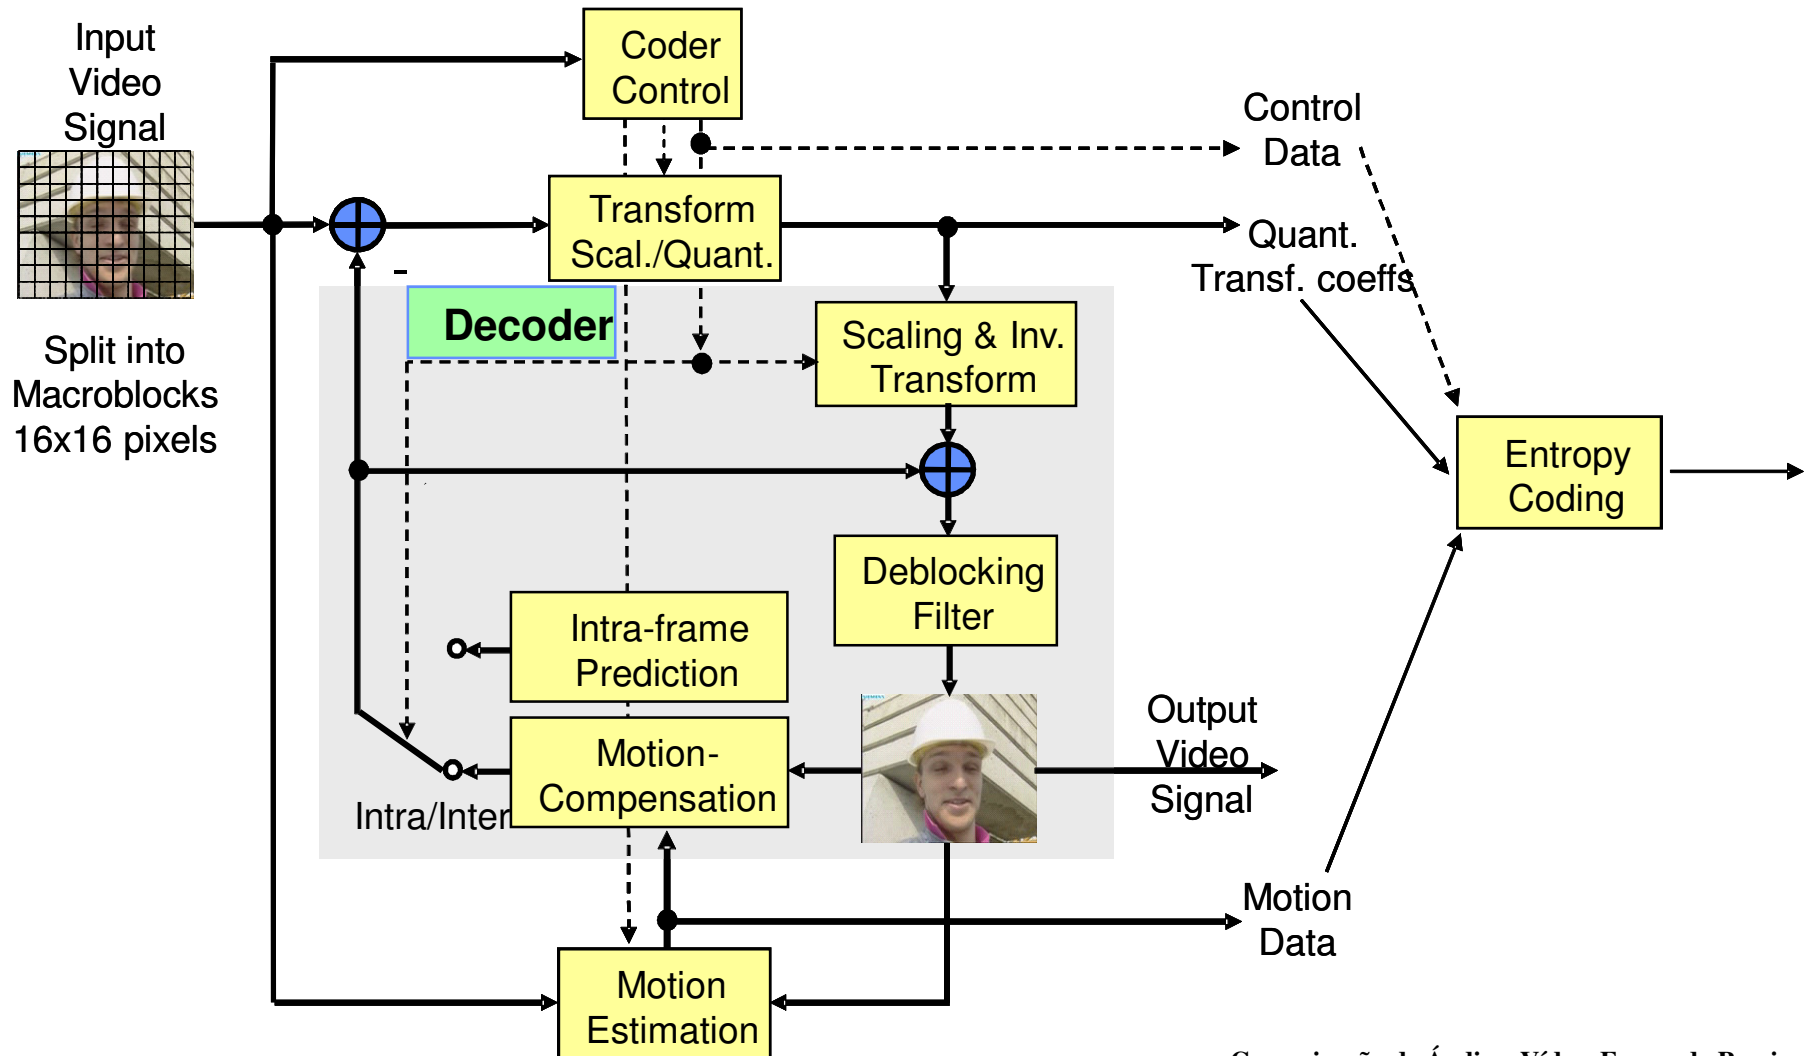 Input
Video
Signal
Coder
Control
Control
Data
Transform
Scal./Quant.
Quant.
Transf. coeffs
-
Decoder
Scaling & Inv.
Transform
Split into
Macroblocks
16x16 pixels
Entropy
Coding
Deblocking
Filter
Intra-frame
Prediction
Motion-
Compensation
Intra/Inter
Output
Video
Signal
Motion
Data
Motion
Estimation